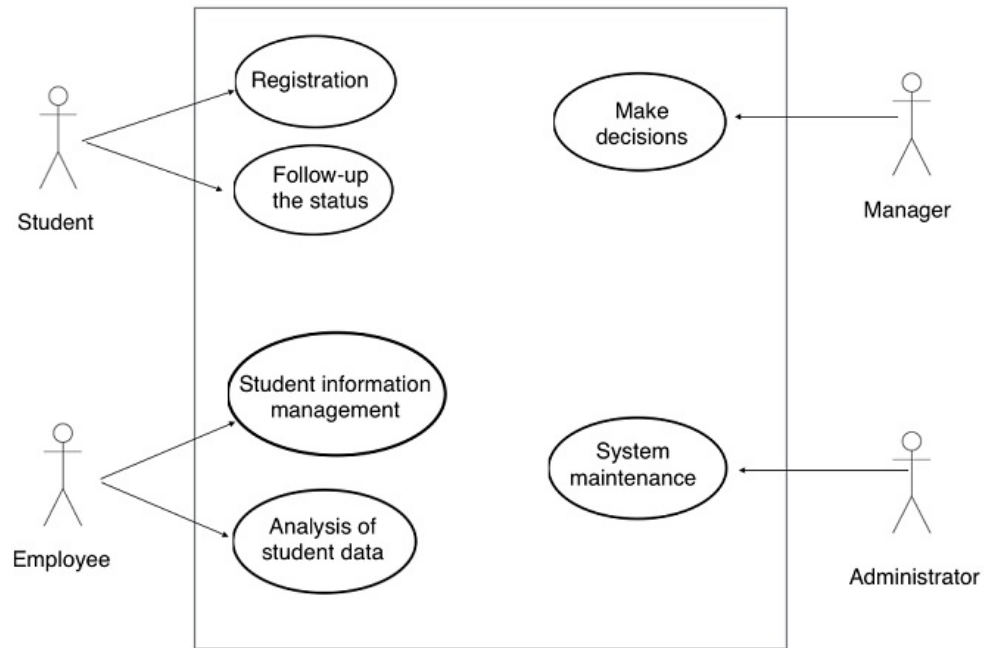 Registration
Make
decisions
Follow-up
the status
Student
Manager
Student information
management
System
maintenance
Analysis of
student data
Employee
Administrator